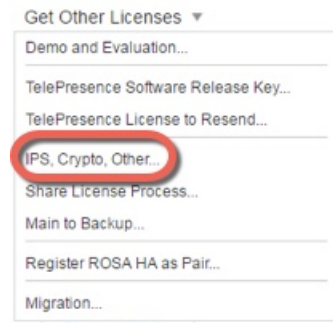 Get Other Licenses ▼
Demo and Evaluation...
TelePresence Software Release Key...
TelePresence License to Resend...
IPS, Crypto, Other...
Share License Process...
Main to Backup...
Register ROSA HA as Pair...
Migration...